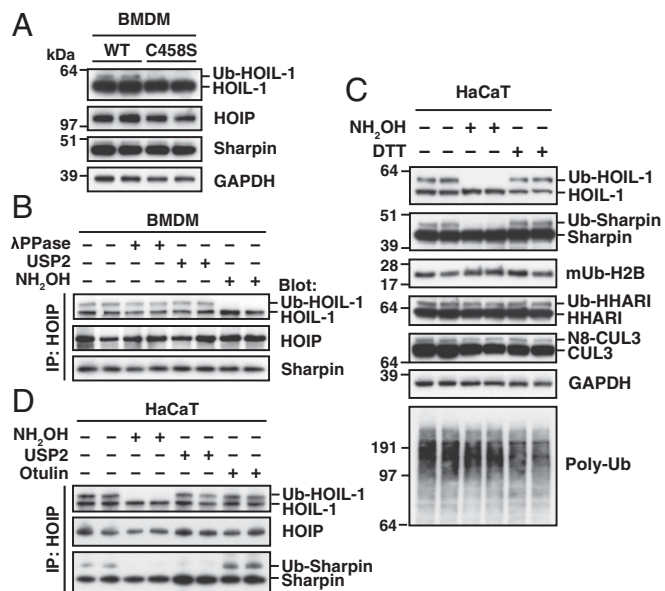 A
BMDM
kDa WT C458S
64 Ub-HOIL-1
HOIL-1
97 HOIP
51 Sharpin
39 GAPDH
B
BMDM
λPPase – – + + – – – –
USP2 – – – – + + – –
NH2OH – – – – – – + +
Blot:
IP: HOIP
Ub-HOIL-1
HOIL-1
HOIP
Sharpin
D
HaCaT
NH2OH – – + + – – – –
USP2 – – – – + + – –
Otulin – – – – – – + +
IP: HOIP
Ub-HOIL-1
HOIL-1
HOIP
Ub-Sharpin
Sharpin
C
HaCaT
NH2OH – – + + – –
DTT – – – – + +
64 Ub-HOIL-1
HOIL-1
51 Ub-Sharpin
39 Sharpin
28 mUb-H2B
17
64 Ub-HHARI
HHARI
N8-CUL3
CUL3
64
39 GAPDH
191 Poly-Ub
97
64